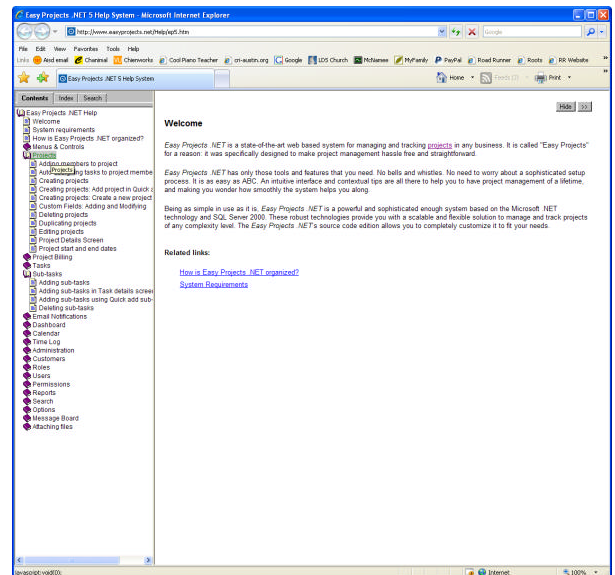 Easy Projects .NET 5 Help System - Microsoft Internet Explorer
http://www.easyprojects.net/Help/ep5.htm
Google
File Edit View Favorites Tools Help
Links Aisd email Chantmal Chemworks Cool Piano Teacher cri-austin.org Google LDS Church McNamee MyFamily PayPal Road Runner Roots RR Website
Easy Projects .NET 5 Help System
Home Feeds Print
Contents Index Search
Hide >>
Easy Projects .NET Help
Welcome
System requirements
How is Easy Projects .NET organized?
Menus & Controls
Projects
Adding members to project
Projects
tasks to project membe
Creating projects
Creating projects: Add project in Quick a
Creating projects: Create a new project
Custom Fields: Adding and Modifying
Deleting projects
Duplicating projects
Editing projects
Project Details Screen
Project start and end dates
Project Billing
Tasks
Sub-tasks
Adding sub-tasks
Adding sub-tasks in Task details scree
Adding sub-tasks using Quick add sub-
Deleting sub-tasks
Email Notifications
Dashboard
Calendar
Time Log
Administration
Customers
Roles
Users
Permissions
Reports
Search
Options
Message Board
Attaching files
Welcome
Easy Projects .NET is a state-of-the-art web based system for managing and tracking projects in any business. It is called "Easy Projects"
for a reason: it was specifically designed to make project management hassle free and straightforward.
Easy Projects .NET has only those tools and features that you need. No bells and whistles. No need to worry about a sophisticated setup
process. It is as easy as ABC. An intuitive interface and contextual tips are all there to help you to have project management of a lifetime,
and making you wonder how smoothly the system helps you along.
Being as simple in use as it is, Easy Projects .NET is a powerful and sophisticated enough system based on the Microsoft .NET
technology and SQL Server 2000. These robust technologies provide you with a scalable and flexible solution to manage and track projects
of any complexity level. The Easy Projects .NET's source code edition allows you to completely customize it to fit your needs.
Related links:
How is Easy Projects .NET organized?
System Requirements
javascript:void(0);
Internet
100%